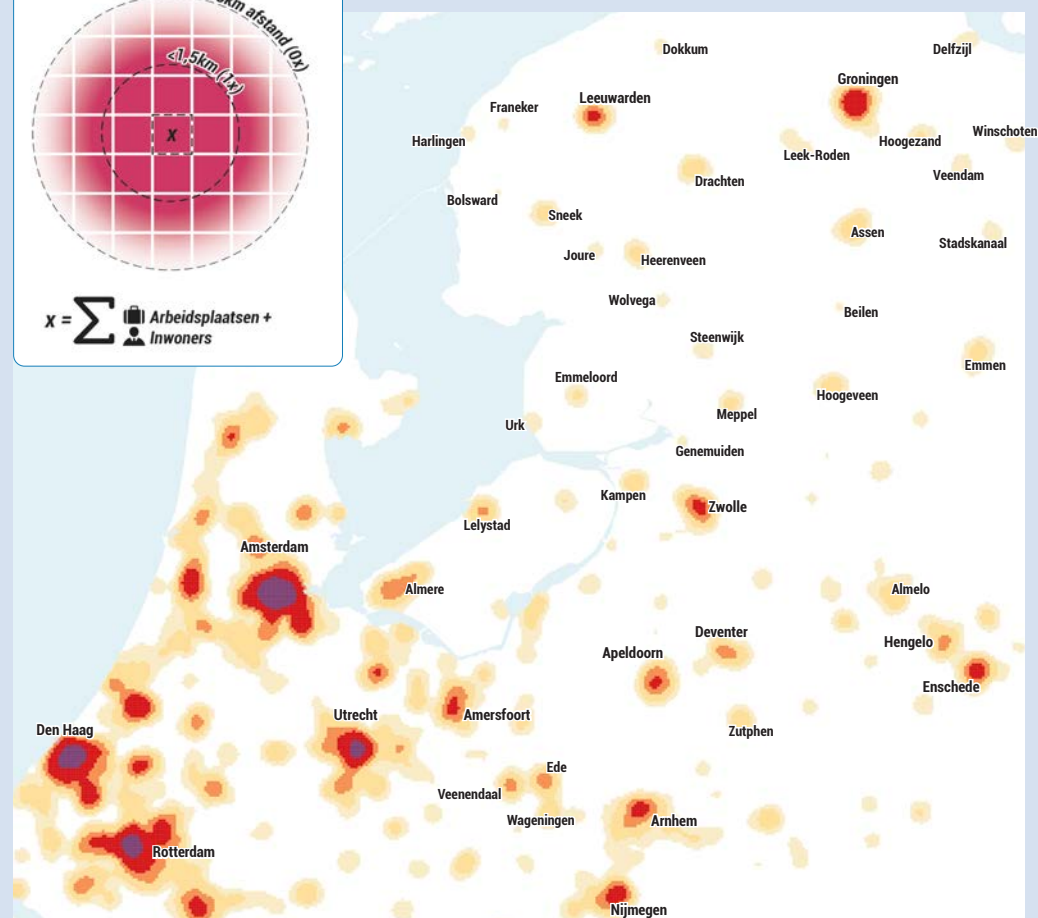 afstand (0x)
<1,5km (1x)
x
x = Σ Arbeidsplaatsen +
Inwoners
Dokkum
Delfzijl
Groningen
Leeuwarden
Franeker
Harlingen
Hoogezand
Winschoten
Leek-Roden
Veendam
Drachten
Bolsward
Sneek
Assen
Stadskanaal
Joure
Heerenveen
Wolvega
Beilen
Steenwijk
Emmen
Emmeloord
Hoogeveen
Meppel
Urk
Genemuiden
Kampen
Zwolle
Lelystad
Amsterdam
Almere
Almelo
Deventer
Hengelo
Apeldoorn
Enschede
Utrecht
Amersfoort
Den Haag
Zutphen
Ede
Veenendaal
Wageningen
Arnhem
Rotterdam
Nijmegen